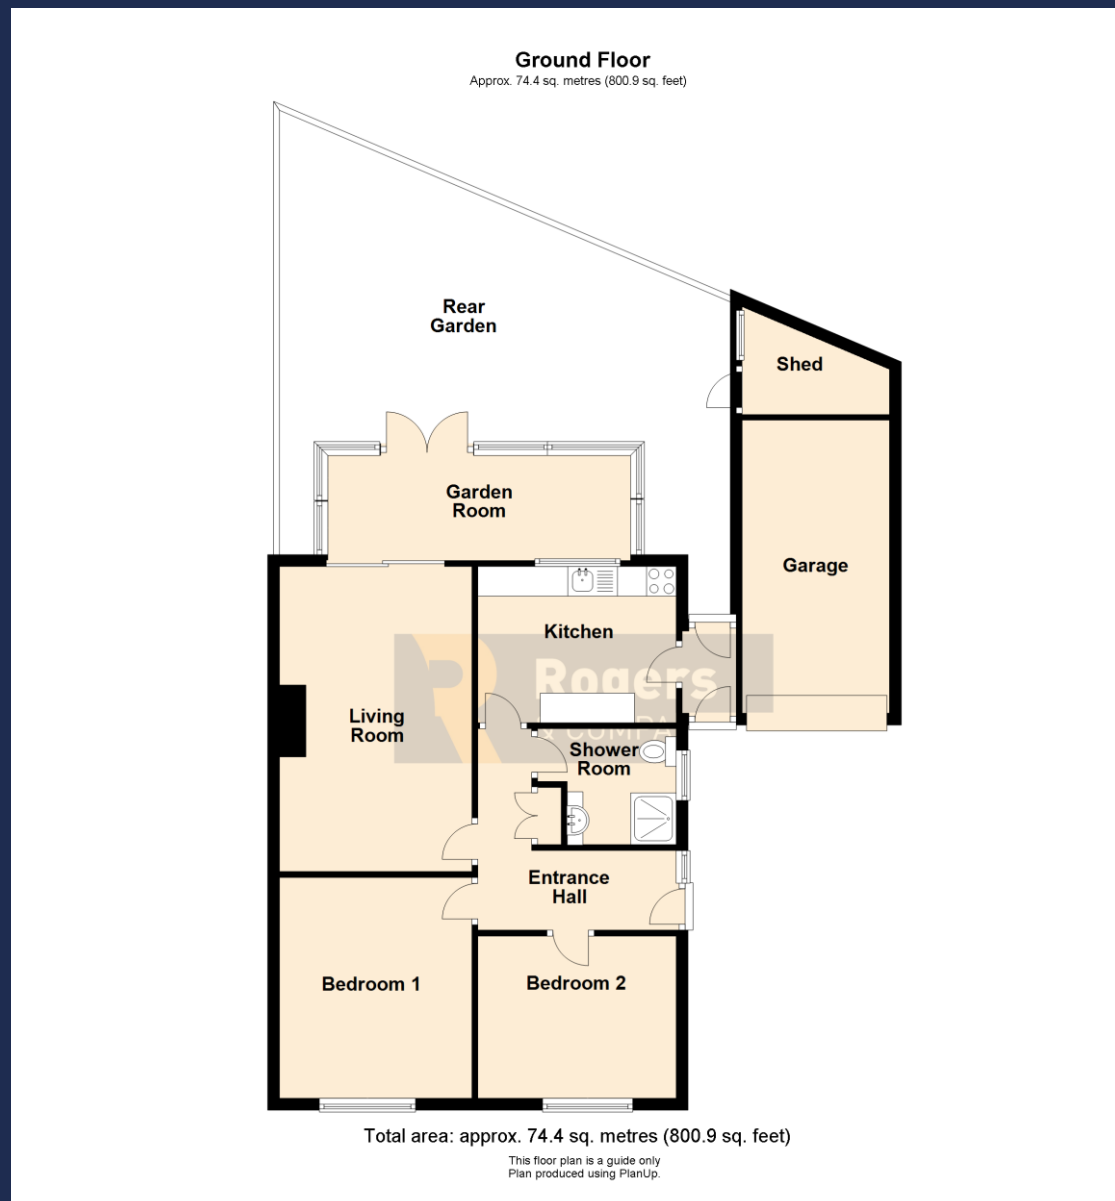 Ground Floor
Approx. 74.4 sq. metres (800.9 sq. feet)
Rear
Garden
Shed
Garden
Room
Garage
Kitchen
Rogers
& COMPA
Living
Room
Shower
Room
Entrance
Hall
Bedroom 1
Bedroom 2
Total area: approx. 74.4 sq. metres (800.9 sq. feet)
This floor plan is a guide only
Plan produced using PlanUp.